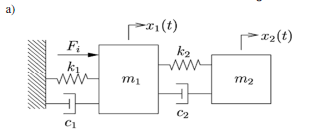 a)
x₁(t)
x₂(t)
Fᵢ
k₁
k₂
m₁
m₂
c₁
c₂